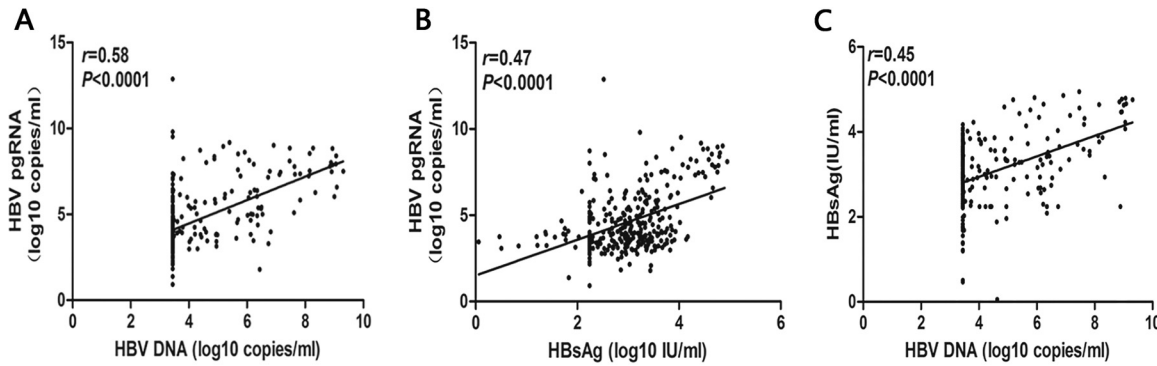 A
r=0.58
P<0.0001
HBV pgRNA
(log10 copies/ml)
15
10
5
0
0 2 4 6 8 10
HBV DNA (log10 copies/ml)
B
r=0.47
P<0.0001
HBV pgRNA
(log10 copies/ml)
15
10
5
0
0 2 4 6
HBsAg (log10 IU/ml)
C
r=0.45
P<0.0001
HBsAg(IU/ml)
6
4
2
0
0 2 4 6 8 10
HBV DNA (log10 copies/ml)